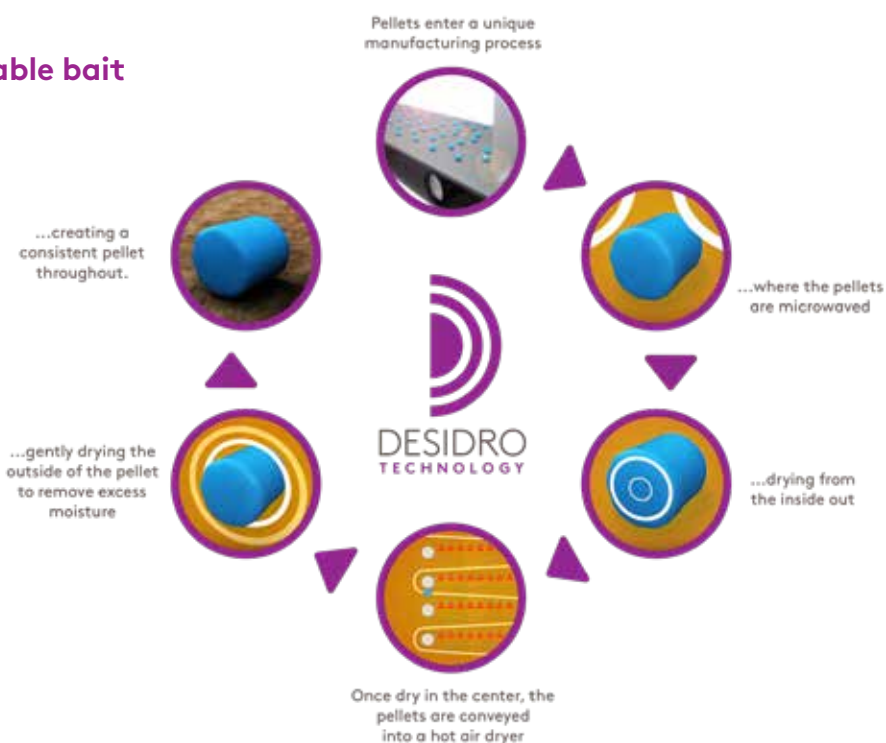 able bait
Pellets enter a unique
manufacturing process
...where the pellets
are microwaved
...drying from
the inside out
Once dry in the center, the
pellets are conveyed
into a hot air dryer
...gently drying the
outside of the pellet
to remove excess
moisture
...creating a
consistent pellet
throughout.
DESIDRO
TECHNOLOGY